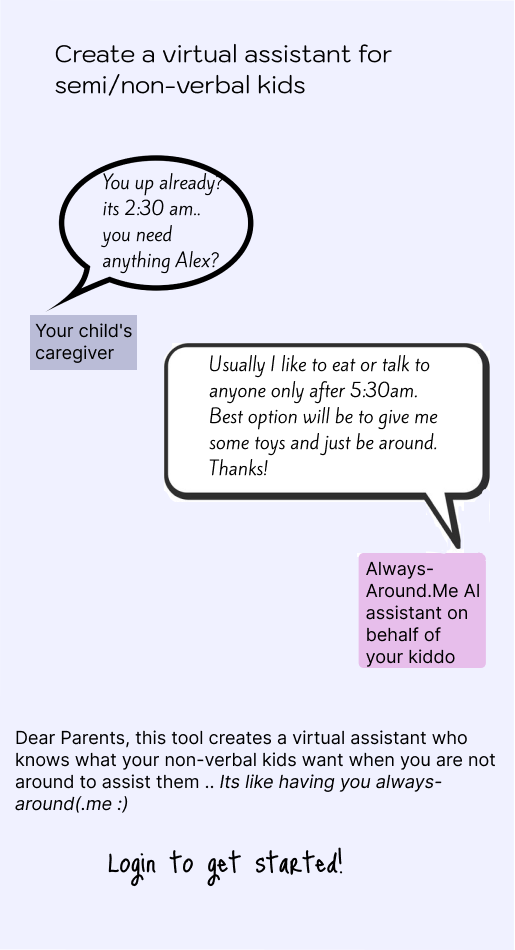 Create a virtual assistant for
semi/non-verbal kids
You up already?
its 2:30 am..
you need
anything Alex?
Your child's
caregiver
Usually I like to eat or talk to
anyone only after 5:30am.
Best option will be to give me
some toys and just be around.
Thanks!
Always-
Around.Me AI
assistant on
behalf of
your kiddo
Dear Parents, this tool creates a virtual assistant who
knows what your non-verbal kids want when you are not
around to assist them .. Its like having you always-
around(.me :)
Login to get started!